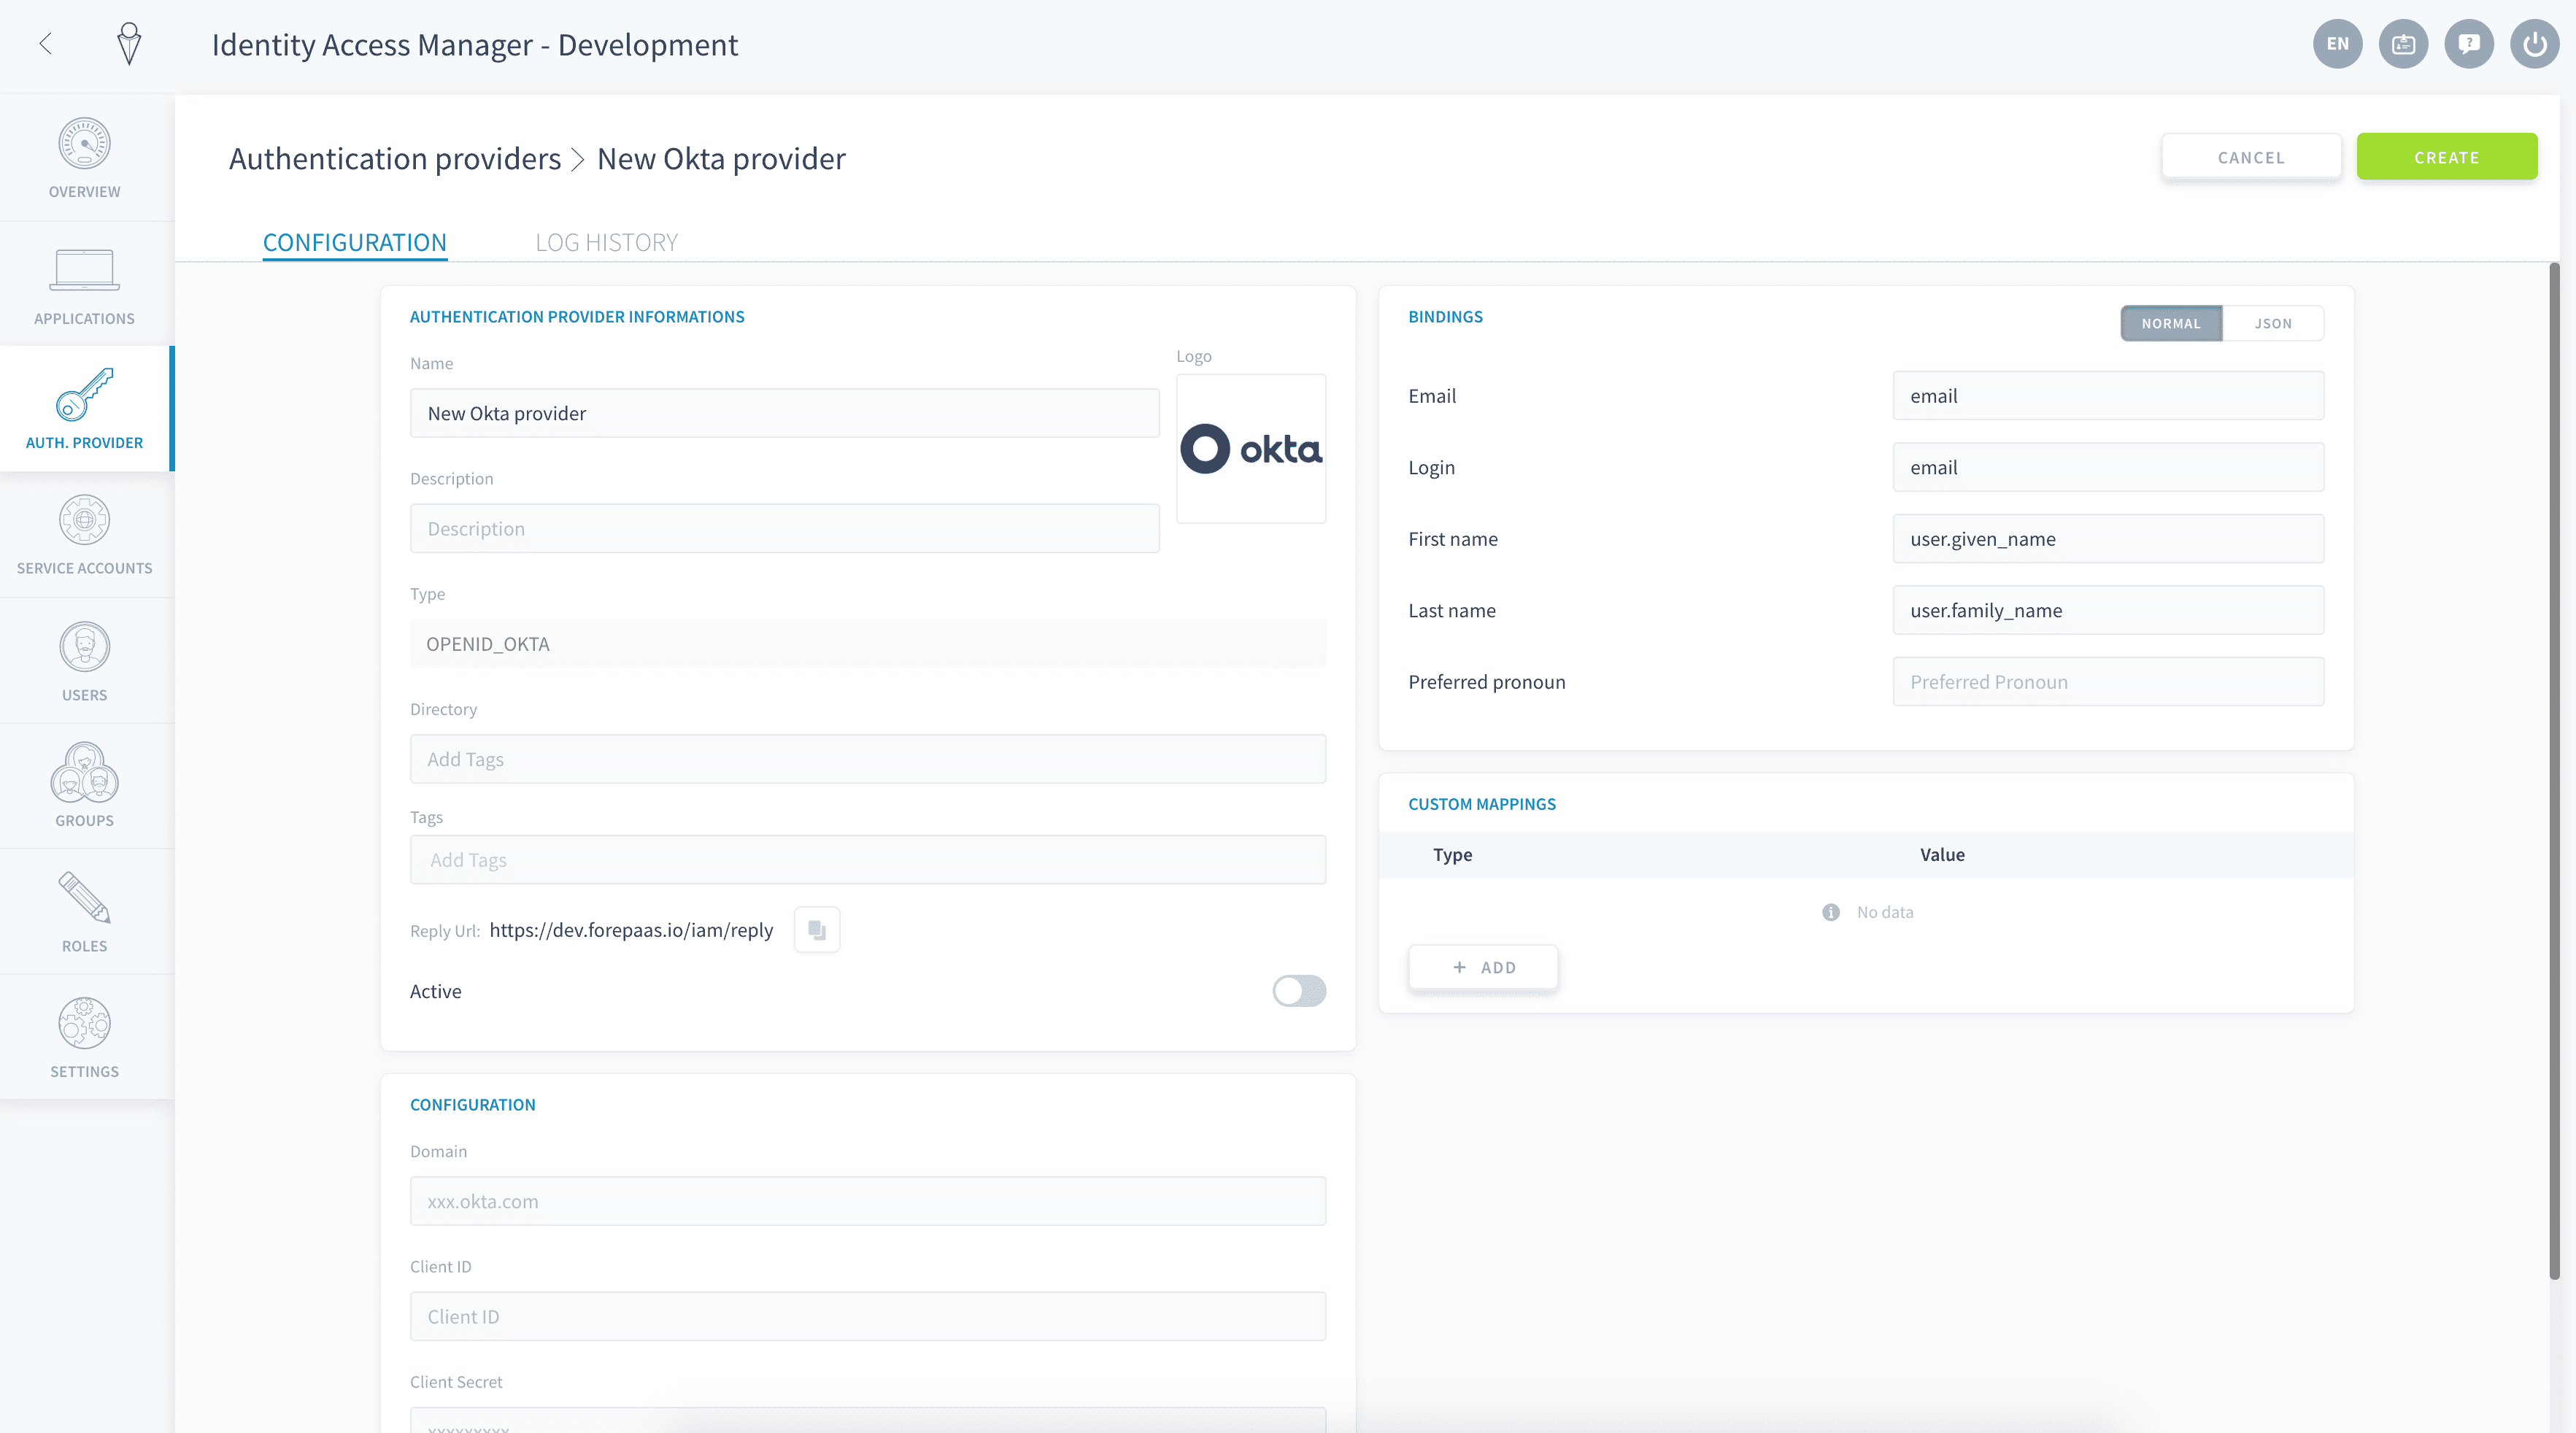 Identity Access Manager - Development
EN
OVERVIEW
APPLICATIONS
AUTH. PROVIDER
SERVICE ACCOUNTS
USERS
GROUPS
ROLES
SETTINGS
Authentication providers > New Okta provider
CANCEL
CREATE
CONFIGURATION
LOG HISTORY
AUTHENTICATION PROVIDER INFORMATIONS
Name
New Okta provider
Logo
okta
Description
Description
Type
OPENID_OKTA
Directory
Add Tags
Tags
Add Tags
Reply Url: https://dev.forepaas.io/iam/reply
Active
CONFIGURATION
Domain
xxx.okta.com
Client ID
Client ID
Client Secret
xxxxxxxxx
BINDINGS
NORMAL
JSON
Email
email
Login
email
First name
user.given_name
Last name
user.family_name
Preferred pronoun
Preferred Pronoun
CUSTOM MAPPINGS
Type
Value
No data
+ ADD